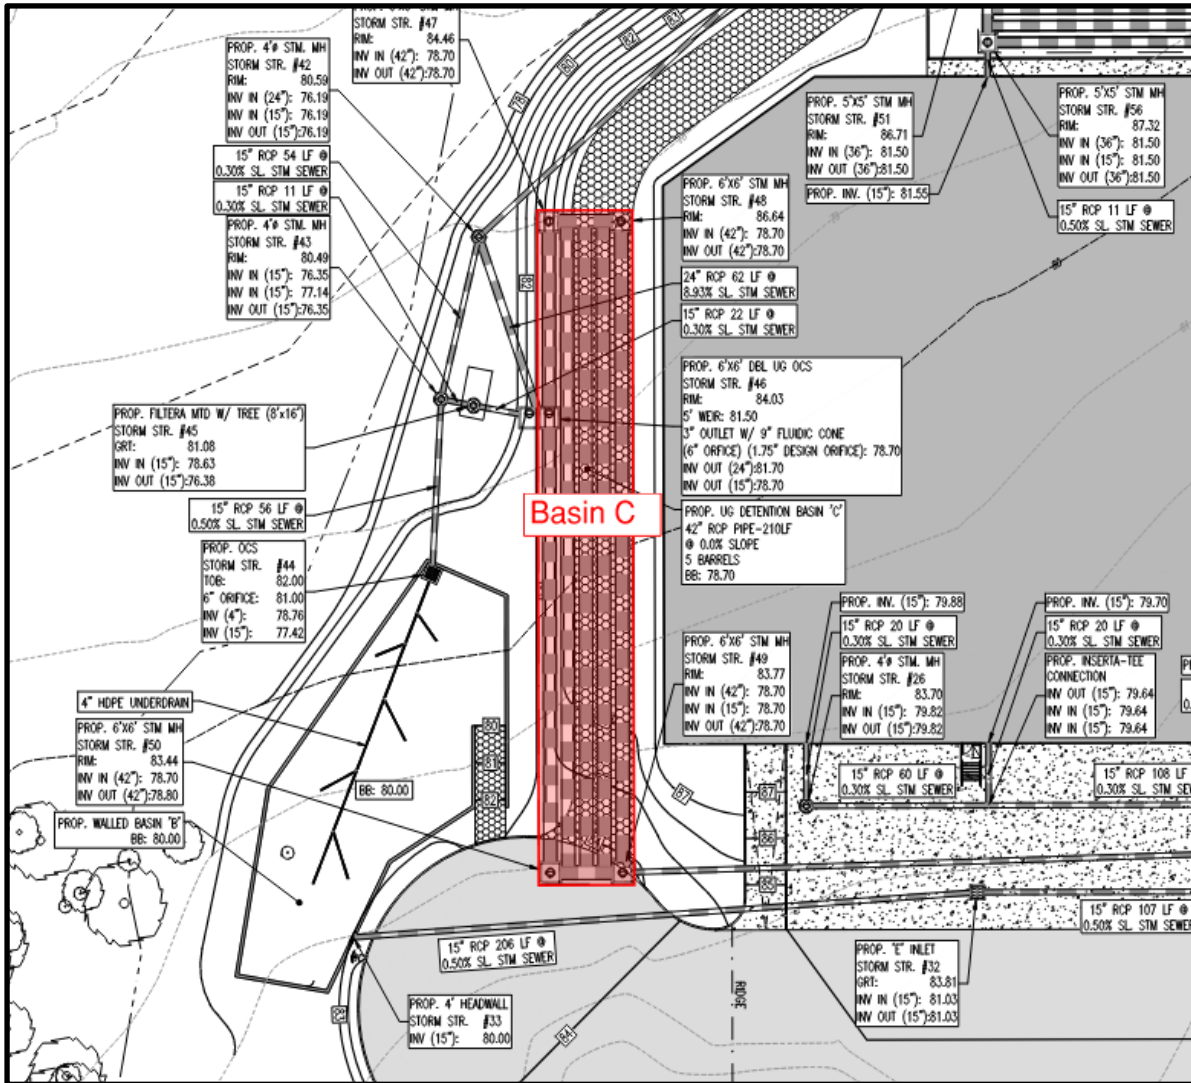 STORM STR. #47
RIM: 84.46
INV IN (42"): 78.70
INV OUT (42"):78.70
83
82
80
78
PROP. 4'ø STM. MH
STORM STR. #42
RIM: 80.59
INV IN (24"): 76.19
INV IN (15"): 76.19
INV OUT (15"):76.19
15" RCP 54 LF @
0.30% SL. STM SEWER
15" RCP 11 LF @
0.30% SL. STM SEWER
PROP. 4'ø STM. MH
STORM STR. #43
RIM: 80.49
INV IN (15"): 76.35
INV IN (15"): 77.14
INV OUT (15"):76.35
PROP. 5'X5' STM MH
STORM STR. #51
RIM: 86.71
INV IN (36"): 81.50
INV OUT (36"):81.50
PROP. INV. (15"): 81.55
PROP. 5'X5' STM MH
STORM STR. #56
RIM: 87.32
INV IN (36"): 81.50
INV IN (15"): 81.50
INV OUT (36"):81.50
15" RCP 11 LF @
0.50% SL. STM SEWER
PROP. 6'X6' STM MH
STORM STR. #48
RIM: 86.64
INV IN (42"): 78.70
INV OUT (42"):78.70
24" RCP 62 LF @
8.93% SL. STM SEWER
15" RCP 22 LF @
0.30% SL. STM SEWER
82
PROP. 6'X6' DBL UG OCS
STORM STR. #46
RIM: 84.03
5' WEIR: 81.50
3" OUTLET W/ 9" FLUIDIC CONE
(6" ORFICE) (1.75" DESIGN ORIFICE): 78.70
INV OUT (24"):81.70
INV OUT (15"):78.70
PROP. FILTERA MTD W/ TREE (8'x16')
STORM STR. #45
GRT: 81.08
INV IN (15"): 78.63
INV OUT (15"):76.38
15" RCP 56 LF @
0.50% SL. STM SEWER
Basin C
PROP. UG DETENTION BASIN 'C'
42" RCP PIPE-210LF
@ 0.0% SLOPE
5 BARRELS
BB: 78.70
PROP. OCS
STORM STR. #44
TOB: 82.00
6" ORIFICE: 81.00
INV (4"): 78.76
INV (15"): 77.42
PROP. INV. (15"): 79.88
15" RCP 20 LF @
0.30% SL. STM SEWER
PROP. 4'ø STM. MH
STORM STR. #26
RIM: 83.70
INV IN (15"): 79.82
INV OUT (15"):79.82
PROP. INV. (15"): 79.70
15" RCP 20 LF @
0.30% SL. STM SEWER
PROP. INSERTA-TEE
CONNECTION
INV OUT (15"): 79.64
INV IN (15"): 79.64
INV IN (15"): 79.64
PROP. 6'X6' STM MH
STORM STR. #49
RIM: 83.77
INV IN (42"): 78.70
INV IN (15"): 78.70
INV OUT (42"):78.70
4" HDPE UNDERDRAIN
PROP. 6'X6' STM MH
STORM STR. #50
RIM: 83.44
INV IN (42"): 78.70
INV OUT (42"):78.80
80
81
82
BB: 80.00
PROP. WALLED BASIN 'B'
BB: 80.00
87
87
86
85
15" RCP 60 LF @
0.30% SL. STM SEWER
15" RCP 108 LF
0.30% SL. STM SEWE
15" RCP 107 LF @
0.50% SL. STM SEWE
15" RCP 206 LF @
0.50% SL. STM SEWER
PROP. 'E' INLET
STORM STR. #32
GRT: 83.81
INV IN (15"): 81.03
INV OUT (15"):81.03
RIDGE
PROP. 4' HEADWALL
STORM STR. #33
INV (15"): 80.00
83
84